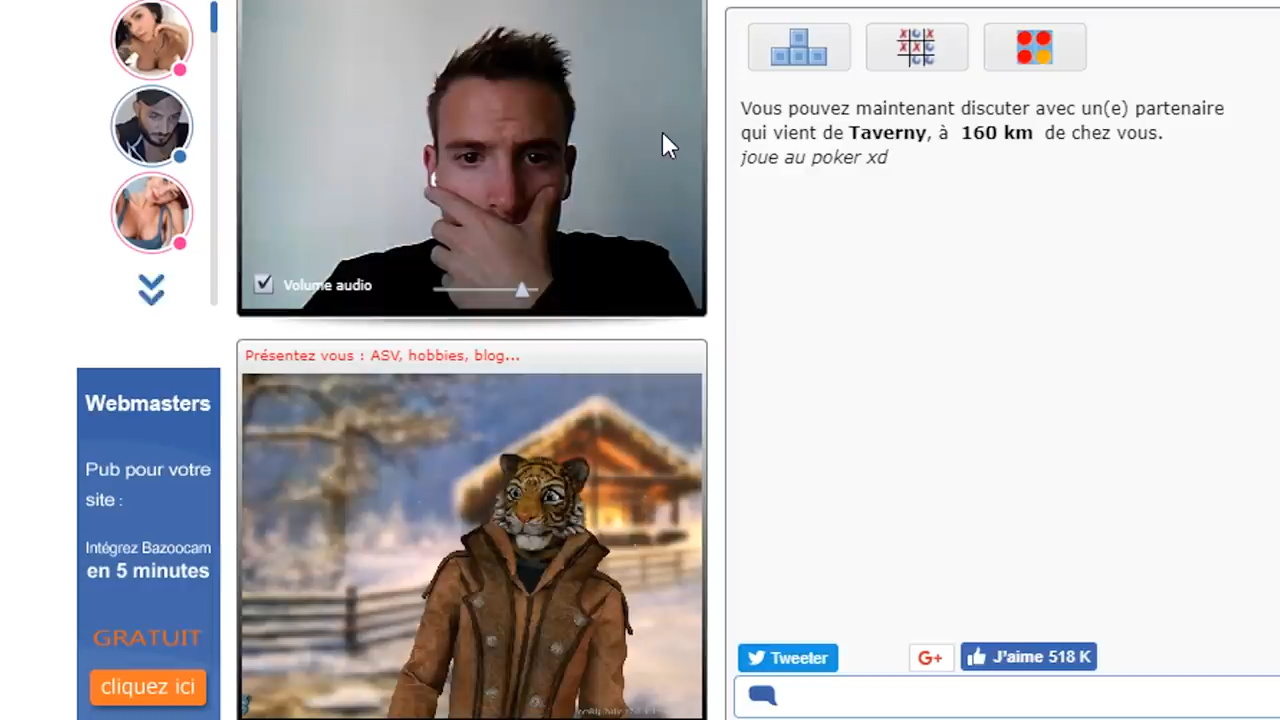 Vous pouvez maintenant discuter avec un(e) partenaire
qui vient de Taverny, à 160 km de chez vous.
joue au poker xd
Volume audio
Présentez vous : ASV, hobbies, blog...
Webmasters
Pub pour votre
site :
Intégrez Bazoocam
en 5 minutes
GRATUIT
cliquez ici
Tweeter
G+
J'aime 518 K